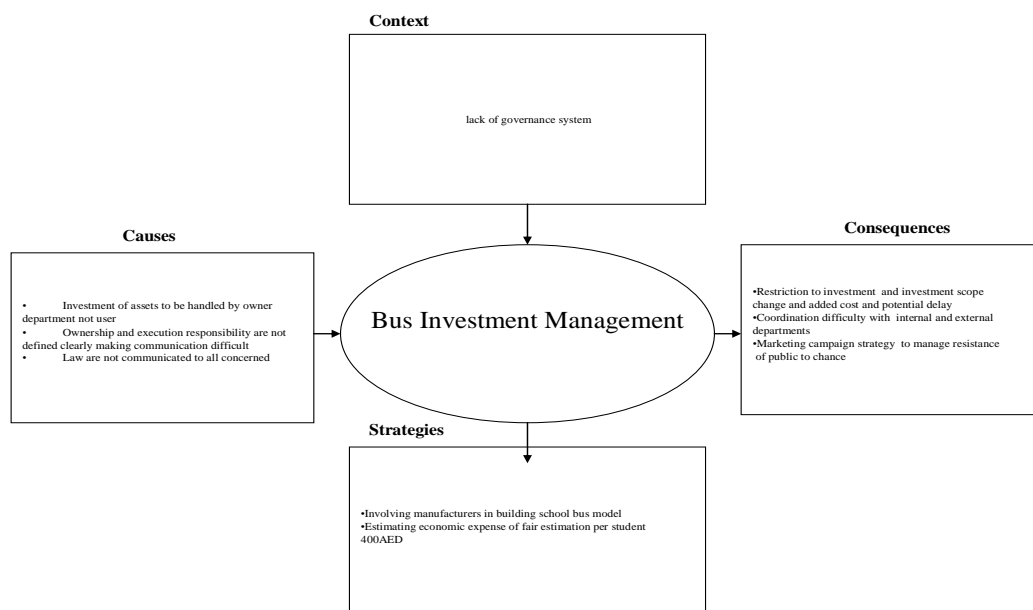 Context
lack of governance system
Causes
• Investment of assets to be handled by owner
department not user
• Ownership and execution responsibility are not
defined clearly making communication difficult
• Law are not communicated to all concerned
Bus Investment Management
Consequences
•Restriction to investment and investment scope
change and added cost and potential delay
•Coordination difficulty with internal and external
departments
•Marketing campaign strategy to manage resistance
of public to chance
Strategies
•Involving manufacturers in building school bus model
•Estimating economic expense of fair estimation per student
400AED